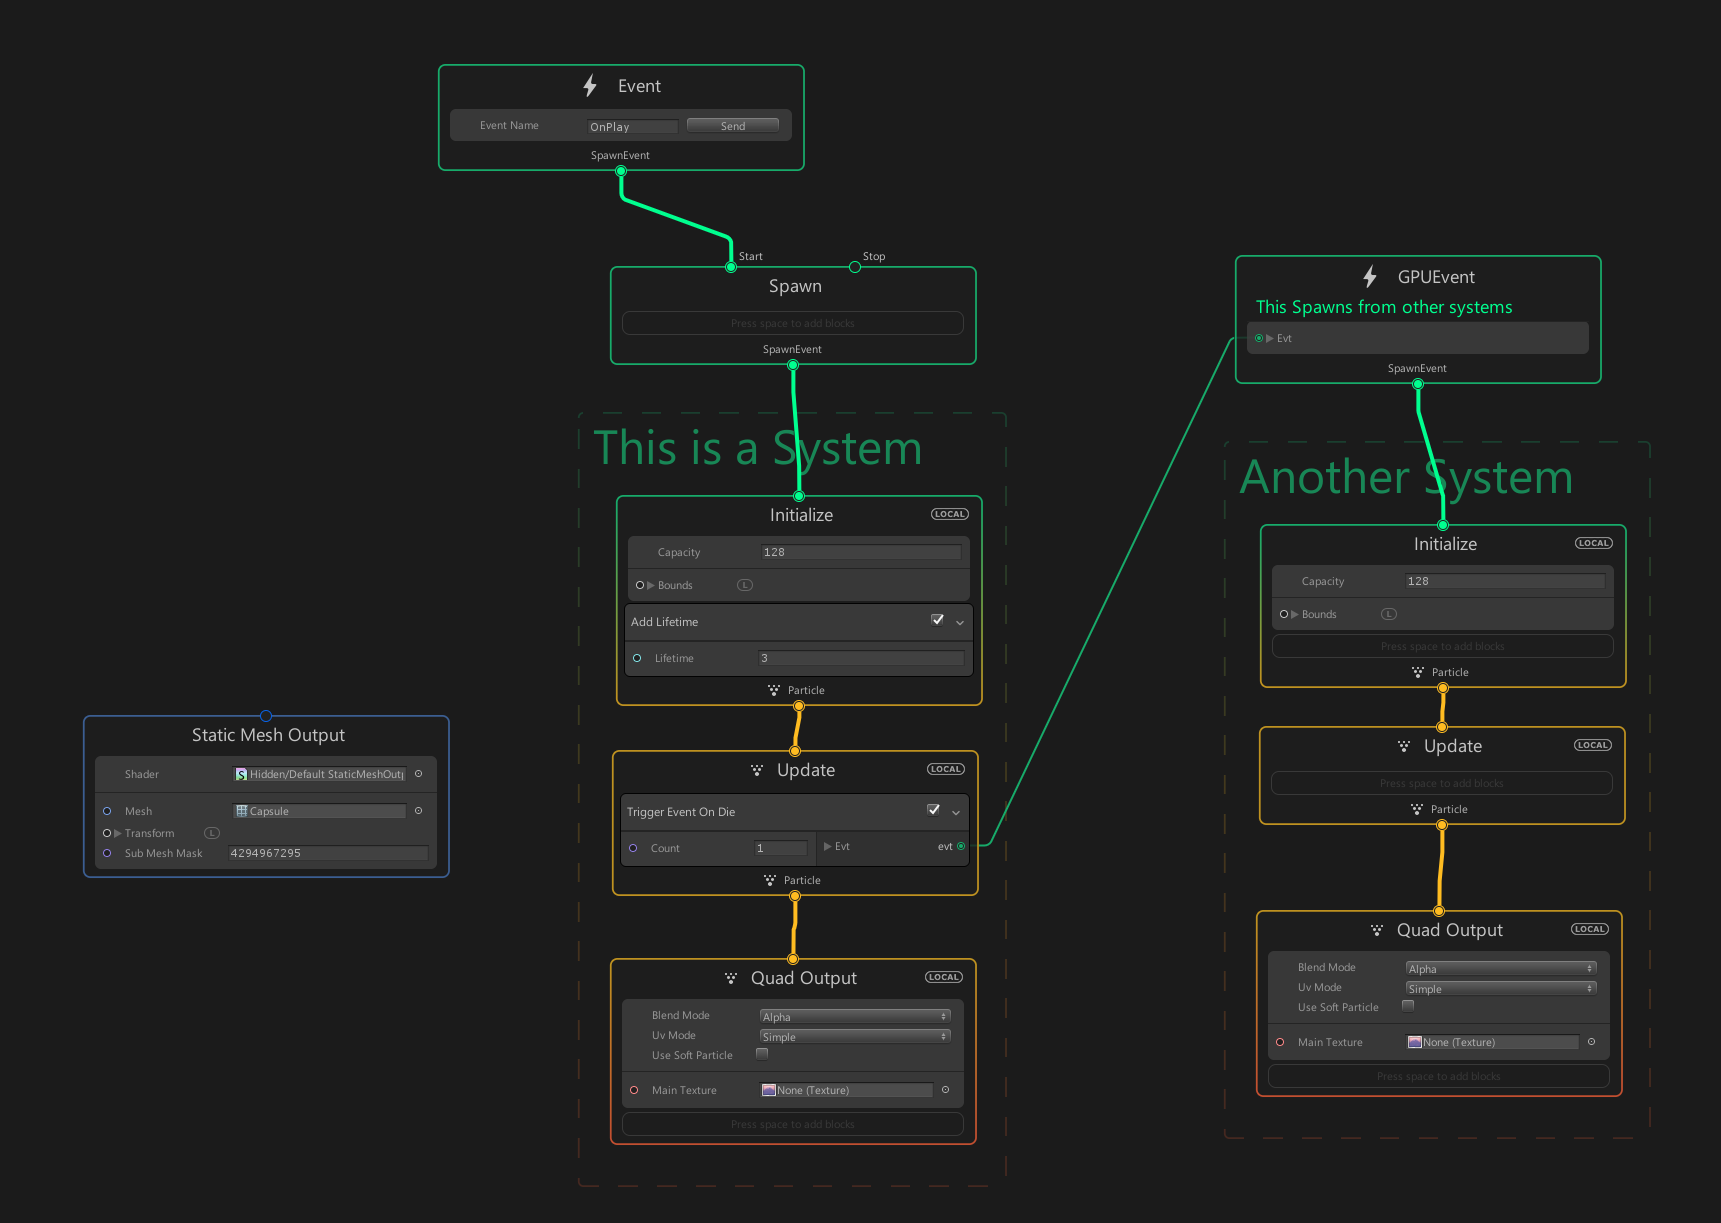 Event
Event Name OnPlay Send
SpawnEvent
Start Stop
Spawn
Press space to add blocks
SpawnEvent
This is a System
Initialize LOCAL
Capacity 128
Bounds L
Add Lifetime
Lifetime 3
Particle
Update LOCAL
Trigger Event On Die
Count 1 Evt evt
Particle
Quad Output LOCAL
Blend Mode Alpha
Uv Mode Simple
Use Soft Particle
Main Texture None (Texture)
Press space to add blocks
Static Mesh Output
Shader Hidden/Default StaticMeshOutp
Mesh Capsule
Transform L
Sub Mesh Mask 4294967295
GPUEvent
This Spawns from other systems
Evt
SpawnEvent
Another System
Initialize LOCAL
Capacity 128
Bounds L
Press space to add blocks
Particle
Update LOCAL
Press space to add blocks
Particle
Quad Output LOCAL
Blend Mode Alpha
Uv Mode Simple
Use Soft Particle
Main Texture None (Texture)
Press space to add blocks